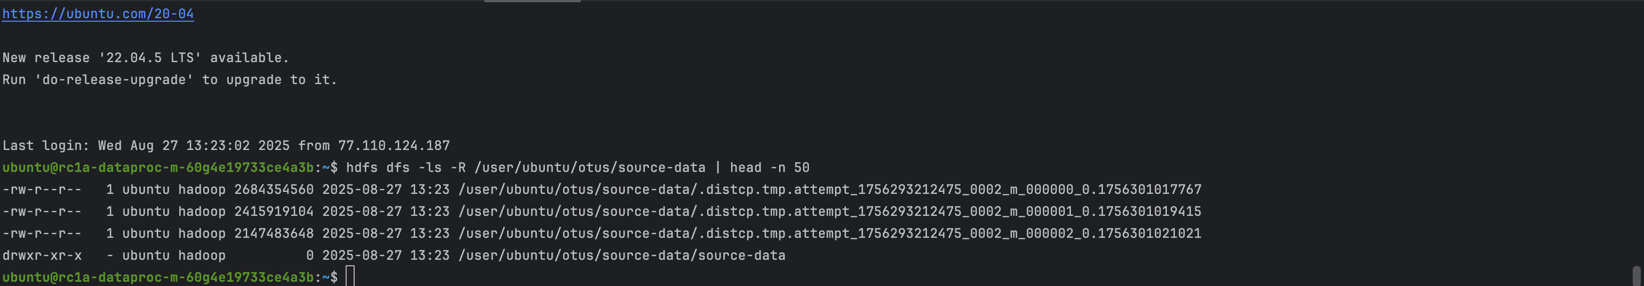 https://ubuntu.com/20-04
New release '22.04.5 LTS' available.
Run 'do-release-upgrade' to upgrade to it.
Last login: Wed Aug 27 13:23:02 2025 from 77.110.124.187
ubuntu@rc1a-dataproc-m-60g4e19733ce4a3b:~$ hdfs dfs -ls -R /user/ubuntu/otus/source-data | head -n 50
-rw-r--r--   1 ubuntu hadoop 2684354560 2025-08-27 13:23 /user/ubuntu/otus/source-data/.distcp.tmp.attempt_1756293212475_0002_m_000000_0.1756301017767
-rw-r--r--   1 ubuntu hadoop 2415919104 2025-08-27 13:23 /user/ubuntu/otus/source-data/.distcp.tmp.attempt_1756293212475_0002_m_000001_0.1756301019415
-rw-r--r--   1 ubuntu hadoop 2147483648 2025-08-27 13:23 /user/ubuntu/otus/source-data/.distcp.tmp.attempt_1756293212475_0002_m_000002_0.1756301021021
drwxr-xr-x   - ubuntu hadoop          0 2025-08-27 13:23 /user/ubuntu/otus/source-data/source-data
ubuntu@rc1a-dataproc-m-60g4e19733ce4a3b:~$